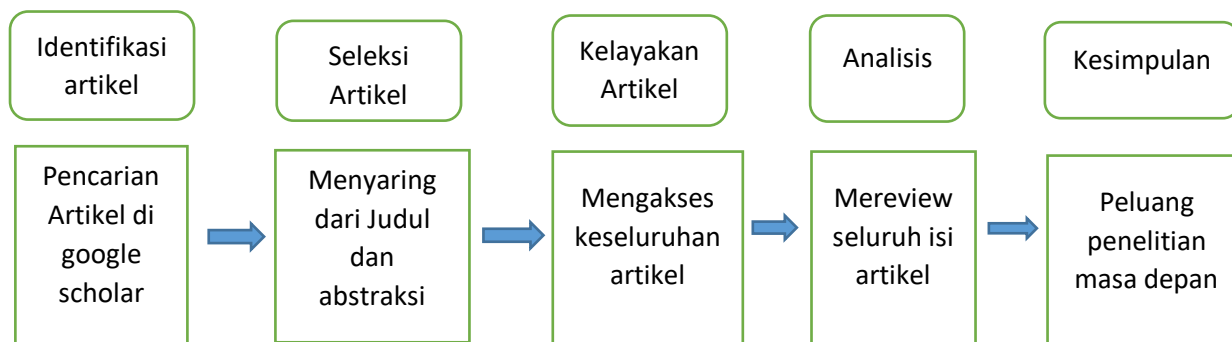 Identifikasi
artikel
Seleksi
Artikel
Kelayakan
Artikel
Analisis
Kesimpulan
Pencarian
Artikel di
google
scholar
Menyaring
dari Judul
dan
abstraksi
Mengakses
keseluruhan
artikel
Mereview
seluruh isi
artikel
Peluang
penelitian
masa depan